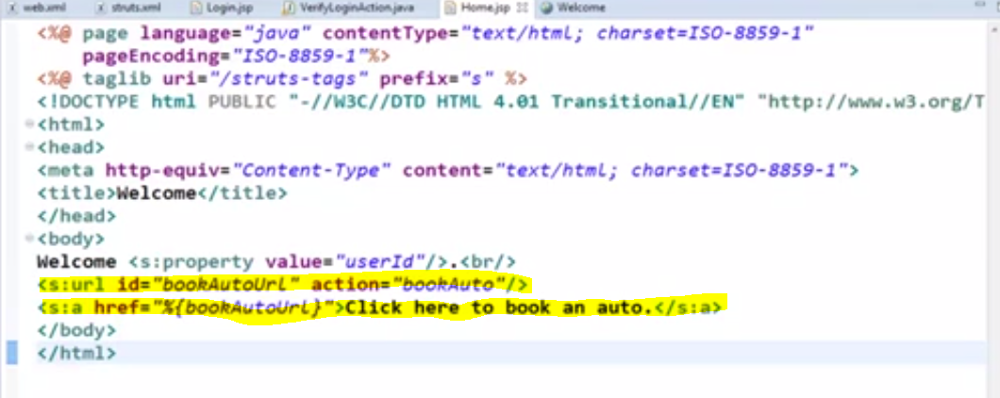 web.xml struts.xml Login.jsp VerifyLoginAction.java Home.jsp Welcome
<%@ page language="java" contentType="text/html; charset=ISO-8859-1"
pageEncoding="ISO-8859-1"%>
<%@ taglib uri="/struts-tags" prefix="s" %>
<!DOCTYPE html PUBLIC "-//W3C//DTD HTML 4.01 Transitional//EN" "http://www.w3.org/T
<html>
<head>
<meta http-equiv="Content-Type" content="text/html; charset=ISO-8859-1">
<title>Welcome</title>
</head>
<body>
Welcome <s:property value="userId"/>.<br/>
<s:url id="bookAutoUrl" action="bookAuto"/>
<s:a href="%{bookAutoUrl}">Click here to book an auto.</s:a>
</body>
</html>